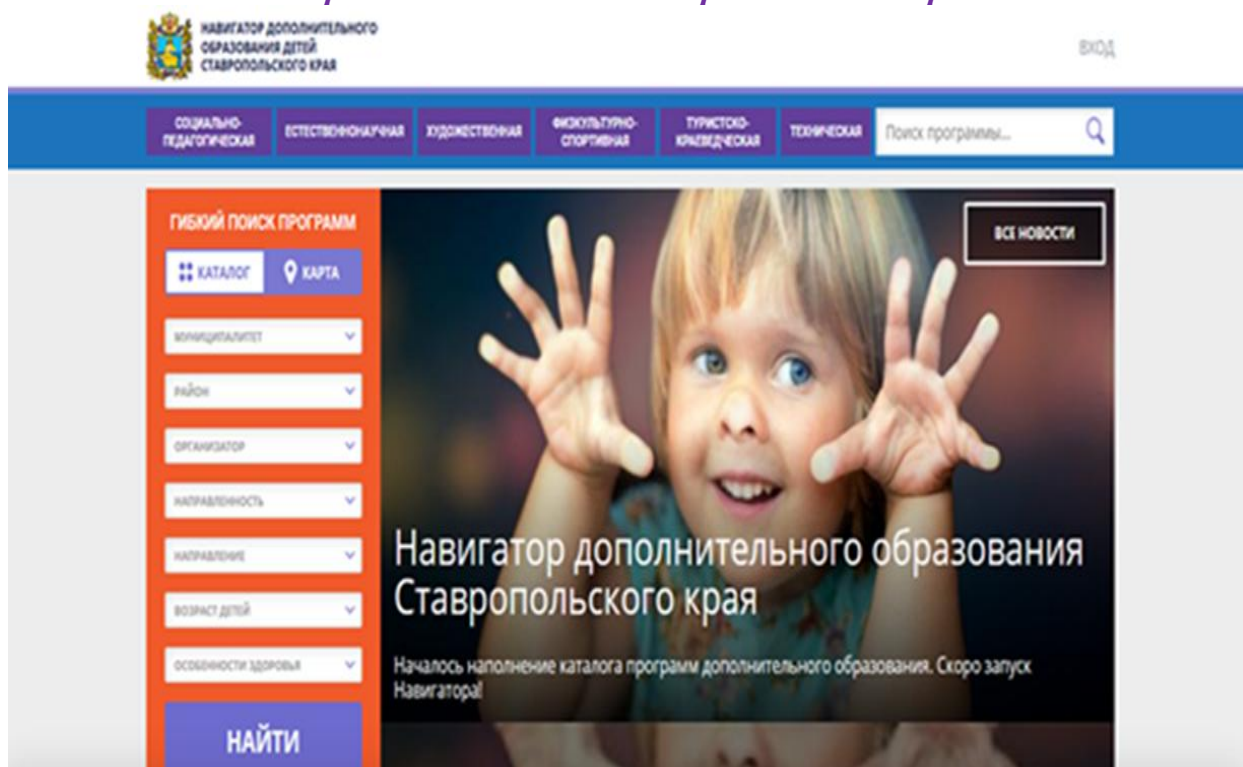 НАВИГАТОР ДОПОЛНИТЕЛЬНОГО
ОБРАЗОВАНИЯ ДЕТЕЙ
СТАВРОПОЛЬСКОГО КРАЯ
ВХОД
СОЦИАЛЬНО-
ПЕДАГОГИЧЕСКАЯ
ЕСТЕСТВЕННОНАУЧНАЯ
ХУДОЖЕСТВЕННАЯ
ФИЗКУЛЬТУРНО-
СПОРТИВНАЯ
ТУРИСТСКО-
КРАЕВЕДЧЕСКАЯ
ТЕХНИЧЕСКАЯ
Поиск программы...
ГИБКИЙ ПОИСК ПРОГРАММ
КАТАЛОГ
КАРТА
МУНИЦИПАЛИТЕТ
РАЙОН
ОРГАНИЗАТОР
НАПРАВЛЕННОСТЬ
НАПРАВЛЕНИЕ
ВОЗРАСТ ДЕТЕЙ
ОСОБЕННОСТИ ЗДОРОВЬЯ
НАЙТИ
ВСЕ НОВОСТИ
Навигатор дополнительного образования
Ставропольского края
Началось наполнение каталога программ дополнительного образования. Скоро запуск
Навигатора!